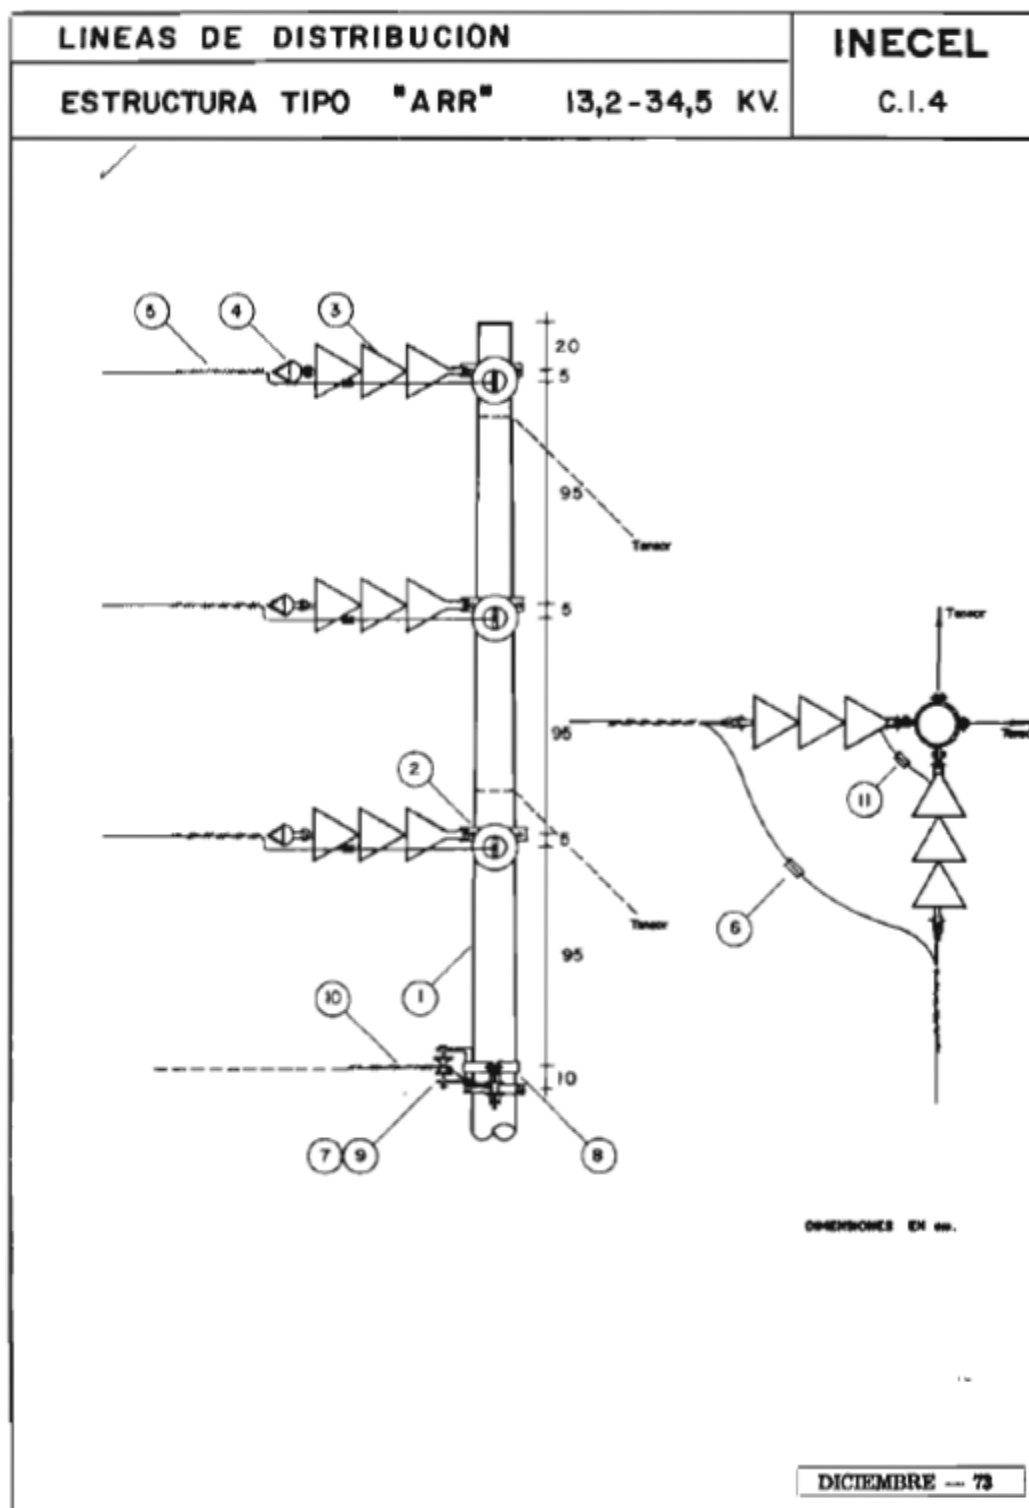 LINEAS DE DISTRIBUCION
INECEL
ESTRUCTURA TIPO "ARR" 13,2-34,5 KV.
C.I.4
5
4
3
20
5
95
Tensor
5
Tensor
95
2
Tensor
11
5
6
Tensor
95
10
1
10
7
9
8
DIMENSIONES EN cm.
DICIEMBRE — 73